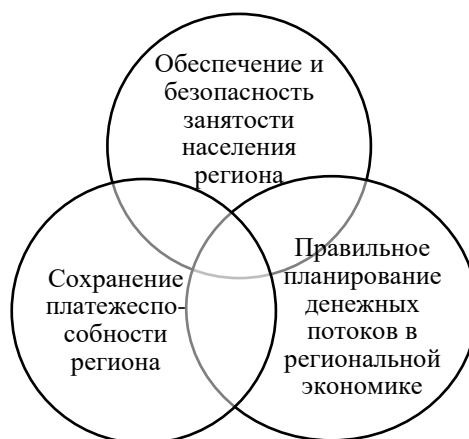 Обеспечение и
безопасность
занятости
населения
региона
Сохранение
платежеспо-
собности
региона
Правильное
планирование
денежных
потоков в
региональной
экономике